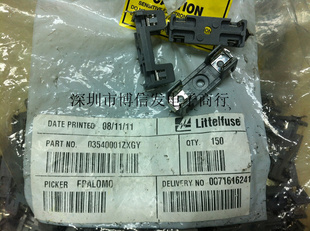 深圳市博信发电子商行
DATE PRINTED 08/11/11
Littelfuse
PART NO. 03540001ZXGY
QTY. 150
PICKER FPALOMO
DELIVERY NO 0G71616241